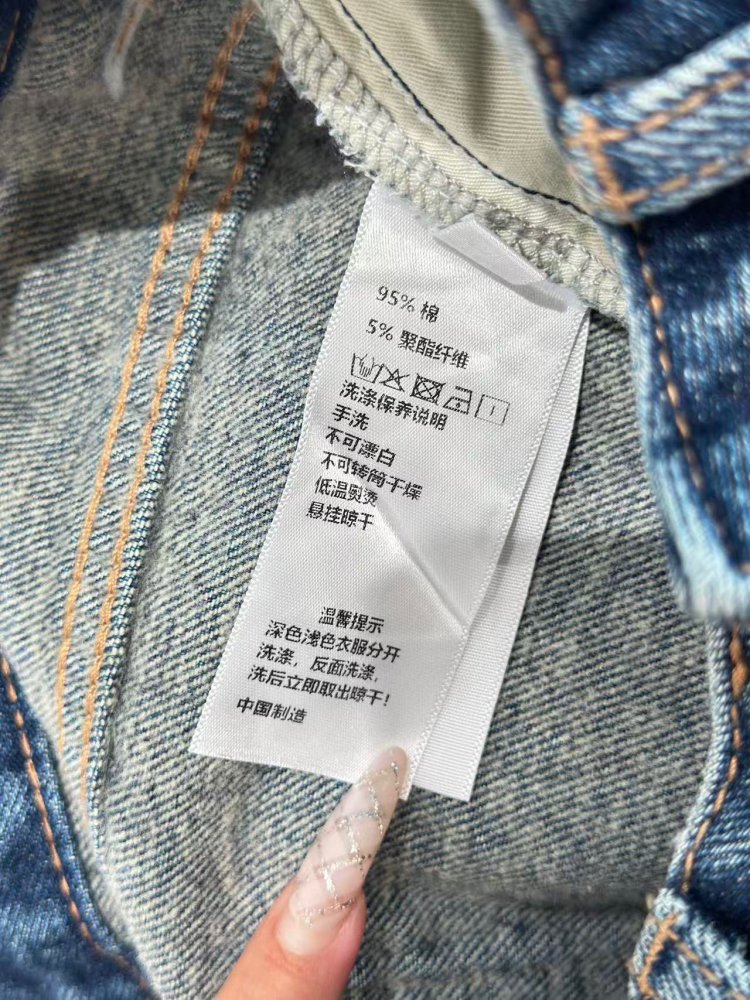 95% 棉
5% 聚酯纤维
洗涤保养说明
手洗
不可漂白
不可转筒干燥
低温熨烫
悬挂晾干
温馨提示
深色浅色衣服分开
洗涤，反面洗涤，
洗后立即取出晾干！
中国制造